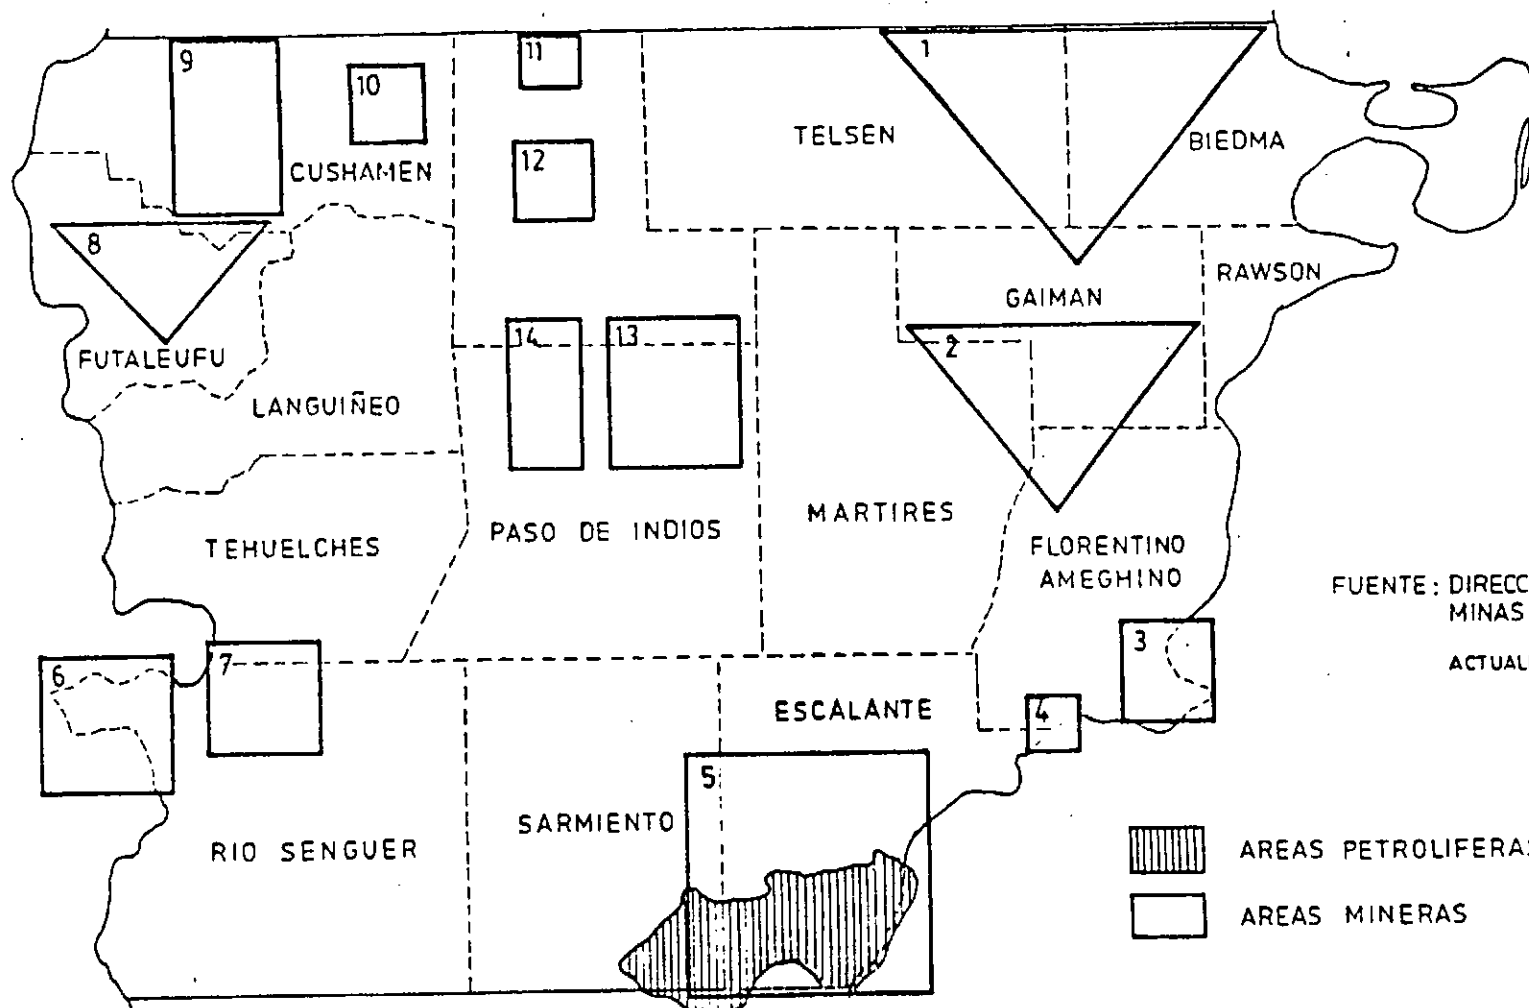 9
10
11
1
12
TELSEN
BIEDMA
CUSHAMEN
8
RAWSON
GAIMAN
14
13
2
FUTALEUFU
LANGUIÑEO
MARTIRES
PASO DE INDIOS
TEHUELCHES
FLORENTINO
AMEGHINO
FUENTE: DIRECC
MINAS
3
ACTUAL
6
7
4
ESCALANTE
5
SARMIENTO
RIO SENGUER
AREAS PETROLIFERAS
AREAS MINERAS